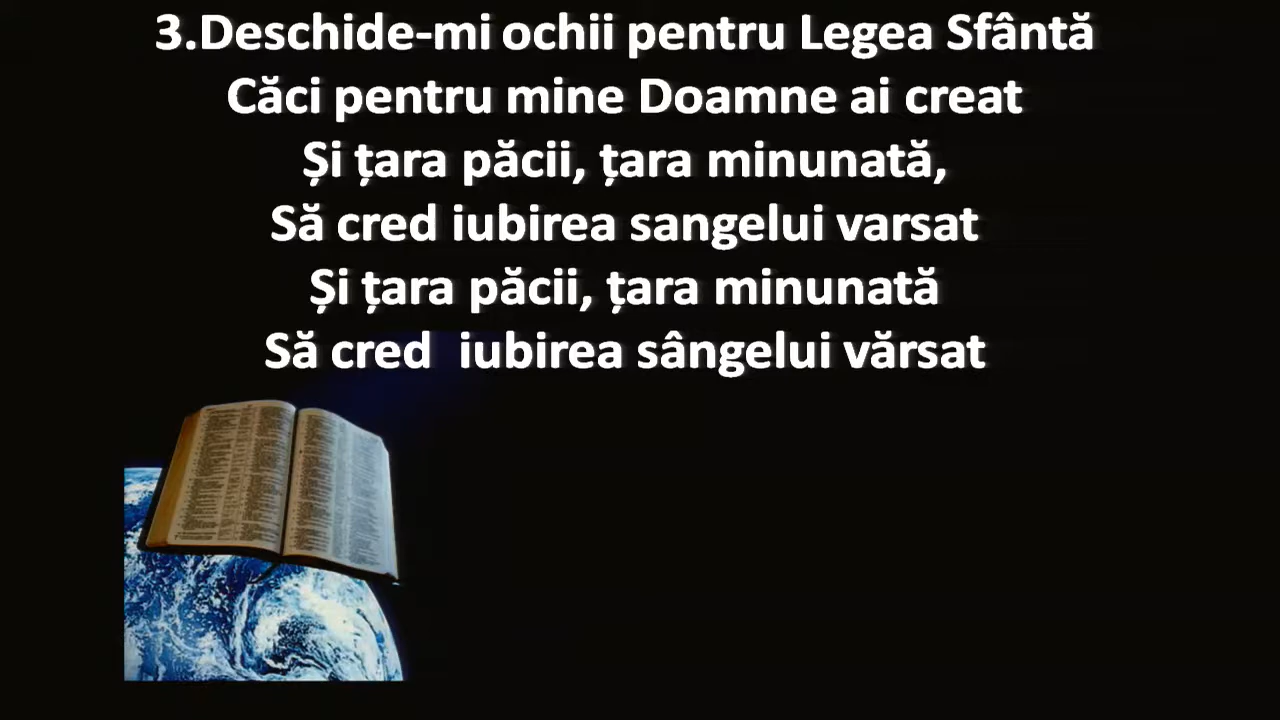 3.Deschide-mi ochii pentru Legea Sfântă
Căci pentru mine Doamne ai creat
Și țara păcii, țara minunată,
Să cred iubirea sangelui varsat
Și țara păcii, țara minunată
Să cred  iubirea sângelui vărsat